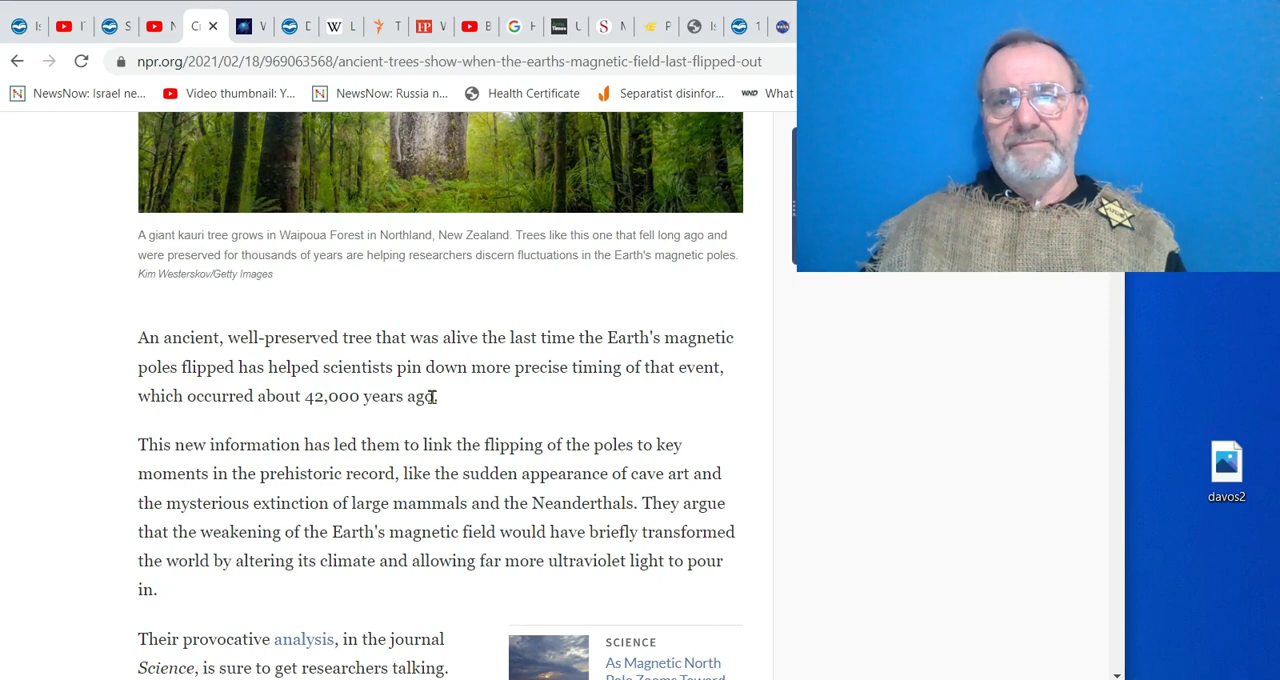 I
S
N
C
V
D
W
L
T
IP
V
B
G
H
Times
U
S
N
P
Is
1
npr.org/2021/02/18/969063568/ancient-trees-show-when-the-earths-magnetic-field-last-flipped-out
NewsNow: Israel ne...
Video thumbnail: Y...
NewsNow: Russia n...
Health Certificate
Separatist disinfor...
WND What
A giant kauri tree grows in Waipoua Forest in Northland, New Zealand. Trees like this one that fell long ago and
were preserved for thousands of years are helping researchers discern fluctuations in the Earth's magnetic poles.
Kim Westerskov/Getty Images
An ancient, well-preserved tree that was alive the last time the Earth's magnetic
poles flipped has helped scientists pin down more precise timing of that event,
which occurred about 42,000 years ago.
This new information has led them to link the flipping of the poles to key
moments in the prehistoric record, like the sudden appearance of cave art and
the mysterious extinction of large mammals and the Neanderthals. They argue
that the weakening of the Earth's magnetic field would have briefly transformed
the world by altering its climate and allowing far more ultraviolet light to pour
in.
Their provocative analysis, in the journal
Science, is sure to get researchers talking.
SCIENCE
As Magnetic North
Pole Zooms Toward
davos2